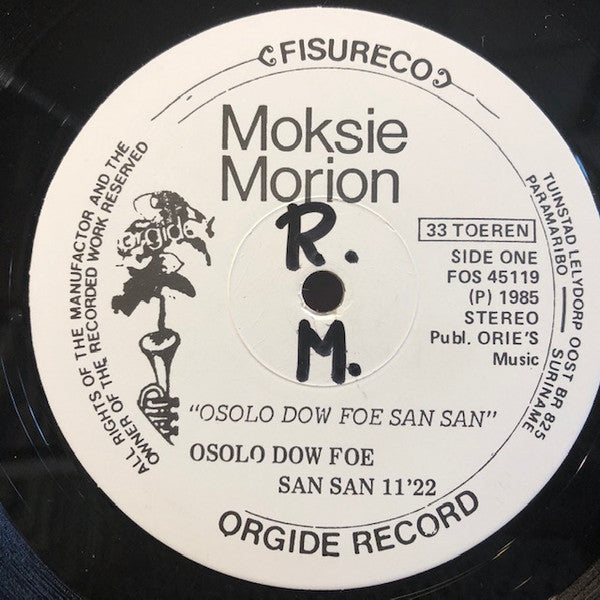 FISURECO
Moksie
Morion
R.
M.
33 TOEREN
SIDE ONE
FOS 45119
(P) 1985
STEREO
Publ. ORIE'S
Music
"OSOLO DOW FOE SAN SAN"
OSOLO DOW FOE
SAN SAN 11'22
ORGIDE RECORD
ALL RIGHTS OF THE MANUFACTOR AND THE
OWNER OF THE RECORDED WORK RESERVED
TUINSTAD LELYDORP OOST BR 825
PARAMARIBO — SURINAME
orgide